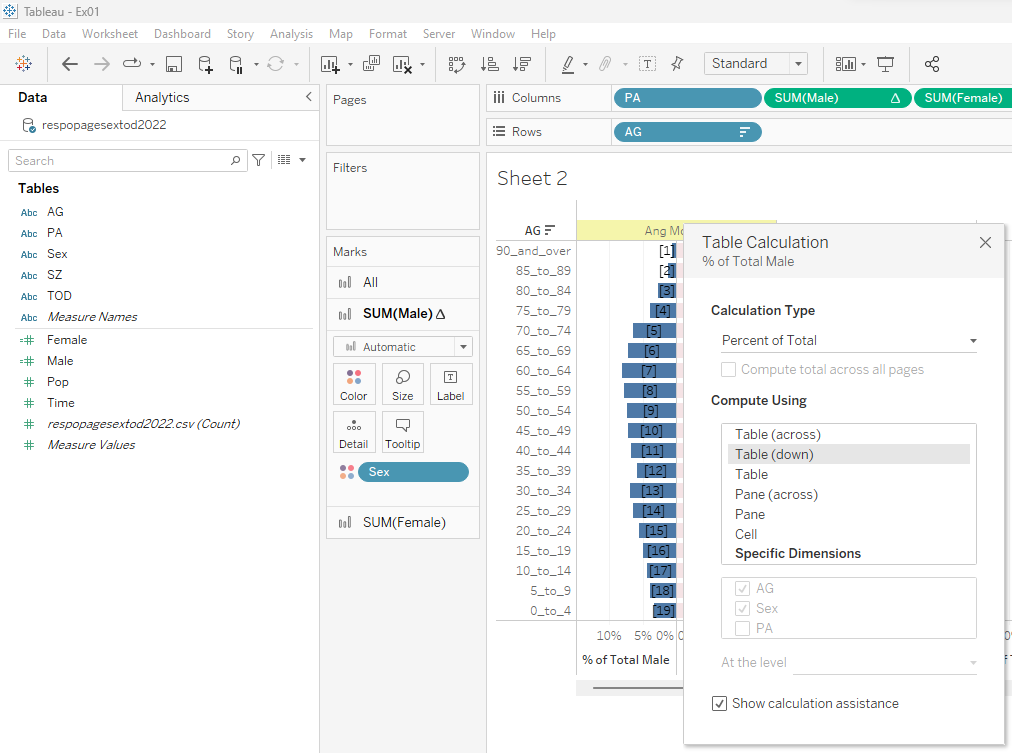 Tableau - Ex01
File Data Worksheet Dashboard Story Analysis Map Format Server Window Help
Standard
Data Analytics
respopagesextod2022
Search
Tables
Abc AG
Abc PA
Abc Sex
Abc SZ
Abc TOD
Abc Measure Names
Female
Male
Pop
Time
respopagesextod2022.csv (Count)
Measure Values
Pages
Filters
Marks
All
SUM(Male) Δ
Automatic
Color Size Label
Detail Tooltip
Sex
SUM(Female)
Columns PA SUM(Male) Δ SUM(Female)
Rows AG
Sheet 2
AG
Ang Mo
90_and_over [1]
85_to_89 [2]
80_to_84 [3]
75_to_79 [4]
70_to_74 [5]
65_to_69 [6]
60_to_64 [7]
55_to_59 [8]
50_to_54 [9]
45_to_49 [10]
40_to_44 [11]
35_to_39 [12]
30_to_34 [13]
25_to_29 [14]
20_to_24 [15]
15_to_19 [16]
10_to_14 [17]
5_to_9 [18]
0_to_4 [19]
10% 5% 0%
% of Total Male
Table Calculation
% of Total Male
Calculation Type
Percent of Total
Compute total across all pages
Compute Using
Table (across)
Table (down)
Table
Pane (across)
Pane
Cell
Specific Dimensions
AG
Sex
PA
At the level
Show calculation assistance